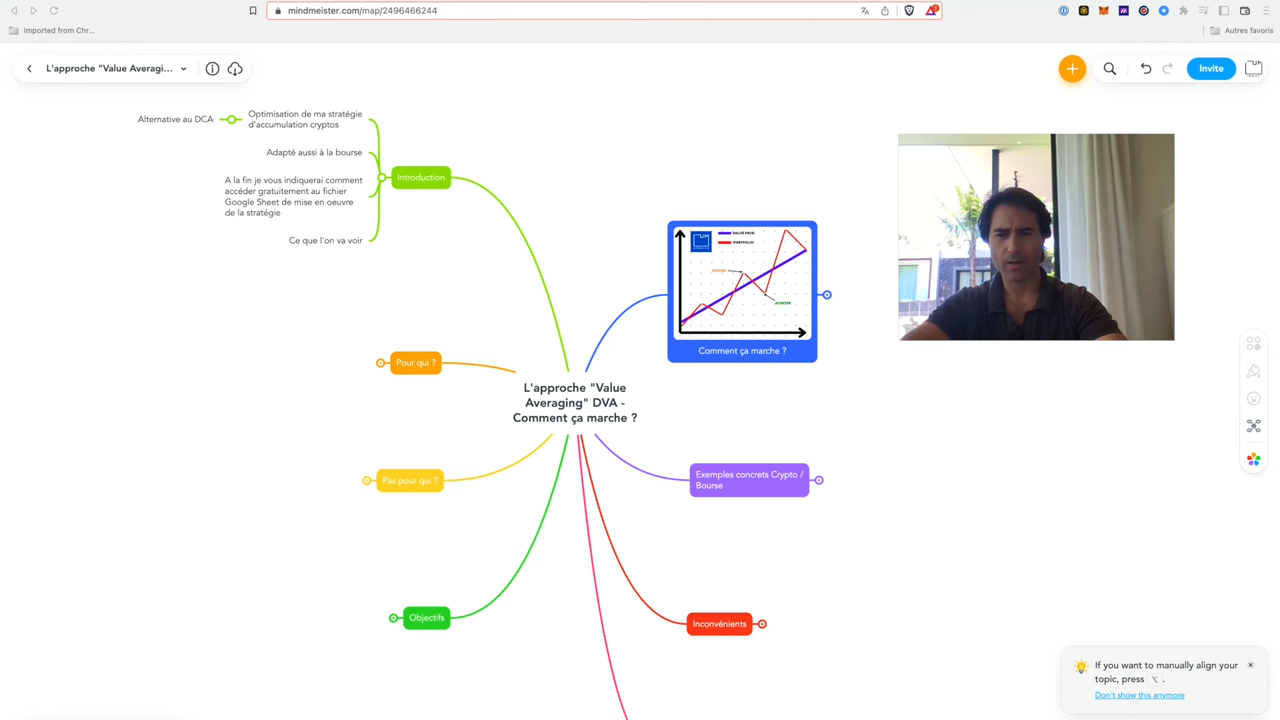 mindmeister.com/map/2496466244
Imported from Chr...
Autres favoris
L'approche "Value Averagi...
Invite
Alternative au DCA
Optimisation de ma stratégie
d'accumulation cryptos
Adapté aussi à la bourse
A la fin je vous indiquerai comment
accéder gratuitement au fichier
Google Sheet de mise en oeuvre
de la stratégie
Ce que l'on va voir
Introduction
VALUE PATH
PORTFOLIO
ACHETER
Comment ça marche ?
Pour qui ?
L'approche "Value
Averaging" DVA -
Comment ça marche ?
Pas pour qui ?
Exemples concrets Crypto /
Bourse
Objectifs
Inconvénients
If you want to manually align your
topic, press ⌥ .
Don't show this anymore